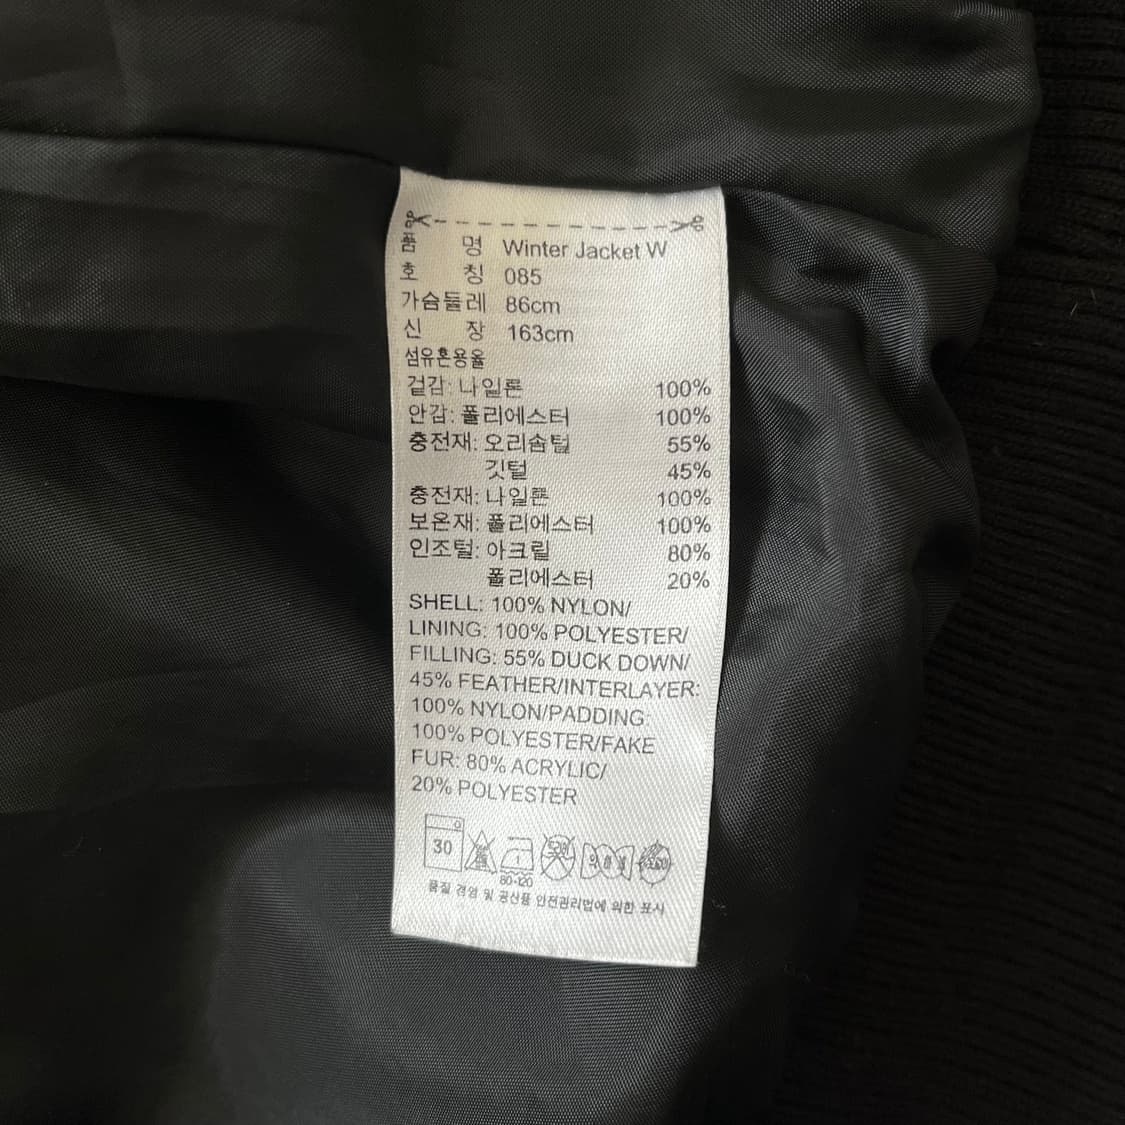 품 명 Winter Jacket W
호 칭 085
가슴둘레 86cm
신 장 163cm
섬유혼용율
겉감: 나일론 100%
안감: 폴리에스터 100%
충전재: 오리솜털 55%
깃털 45%
충전재: 나일론 100%
보온재: 폴리에스터 100%
인조털: 아크릴 80%
폴리에스터 20%
SHELL: 100% NYLON/
LINING: 100% POLYESTER/
FILLING: 55% DUCK DOWN/
45% FEATHER/INTERLAYER:
100% NYLON/PADDING:
100% POLYESTER/FAKE
FUR: 80% ACRYLIC/
20% POLYESTER
30
80-120
품질 경영 및 공산품 안전관리법에 의한 표시